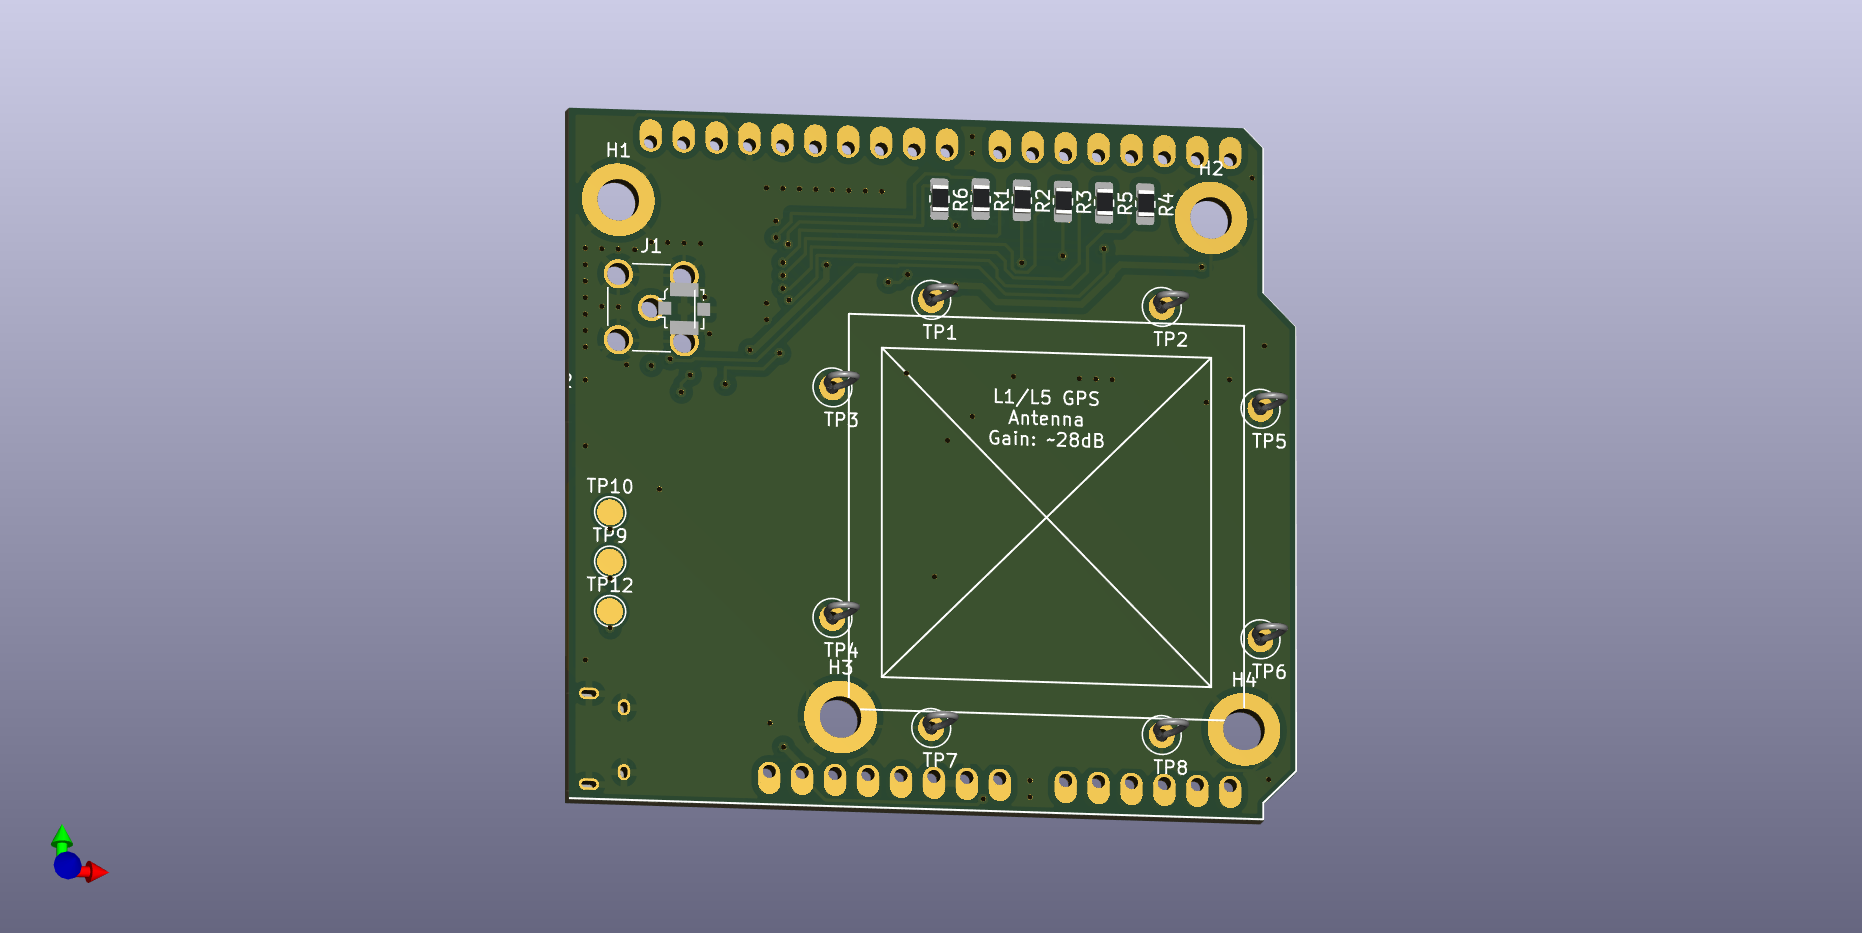 H1
H2
R6
R1
R2
R3
R5
R4
J1
TP1
TP2
TP3
L1/L5 GPS
Antenna
Gain: ~28dB
TP5
TP10
TP9
TP12
TP4
H3
TP6
H4
TP7
TP8